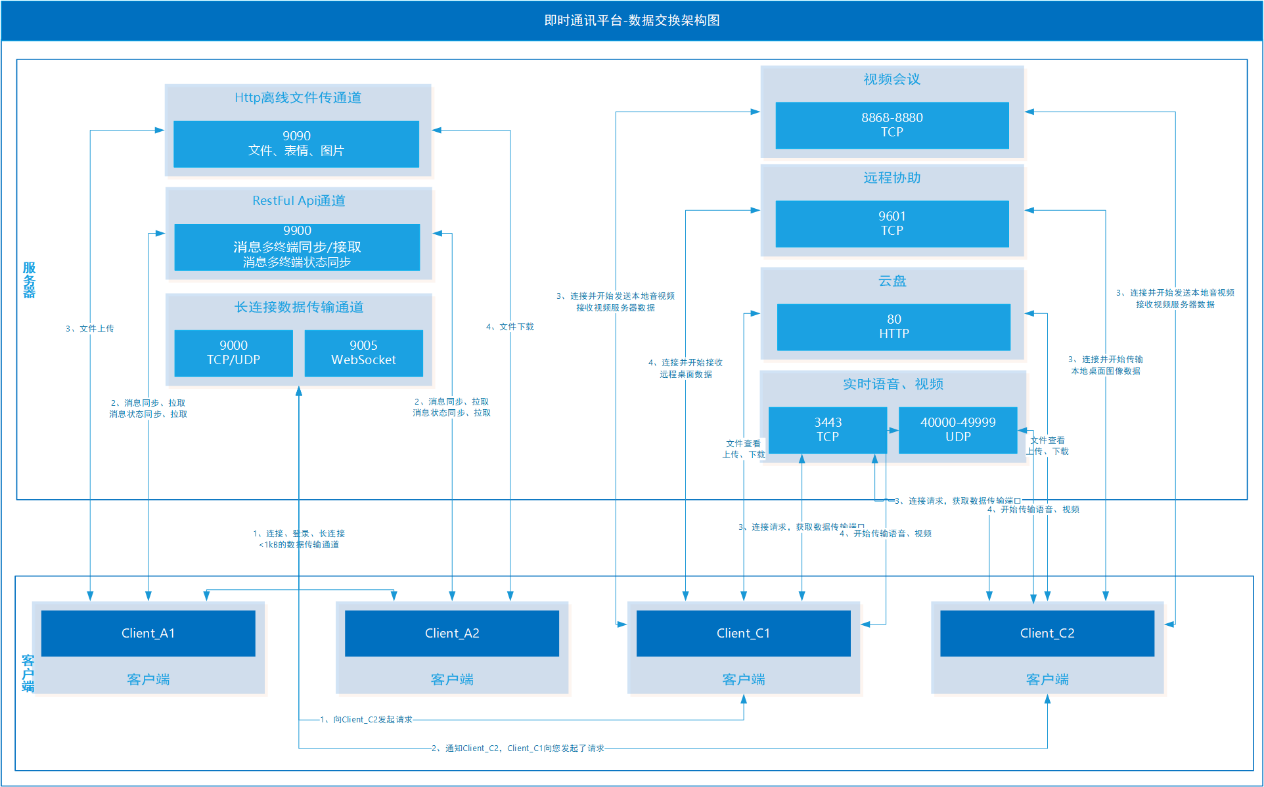 即时通讯平台-数据交换架构图
服务器
Http离线文件传通道
9090
文件、表情、图片
RestFul Api通道
9900
消息多终端同步/接取
消息多终端状态同步
长连接数据传输通道
9000
TCP/UDP
9005
WebSocket
视频会议
8868-8880
TCP
远程协助
9601
TCP
云盘
80
HTTP
实时语音、视频
3443
TCP
40000-49999
UDP
3、文件上传
4、文件下载
2、消息同步、拉取
消息状态同步、拉取
2、消息同步、拉取
消息状态同步、拉取
3、连接并开始发送本地音视频
接收视频服务器数据
4、连接并开始接收
远程桌面数据
3、连接并开始发送本地音视频
接收视频服务器数据
3、连接并开始传输
本地桌面图像数据
文件查看
上传、下载
文件查看
上传、下载
3、连接请求，获取数据传输端口
4、开始传输语音、视频
3、连接请求，获取数据传输端口
4、开始传输语音、视频
1、连接、登录、长连接
<1kB的数据传输通道
客户端
Client_A1
客户端
Client_A2
客户端
Client_C1
客户端
Client_C2
客户端
1、向Client_C2发起请求
2、通知Client_C2，Client_C1向您发起了请求